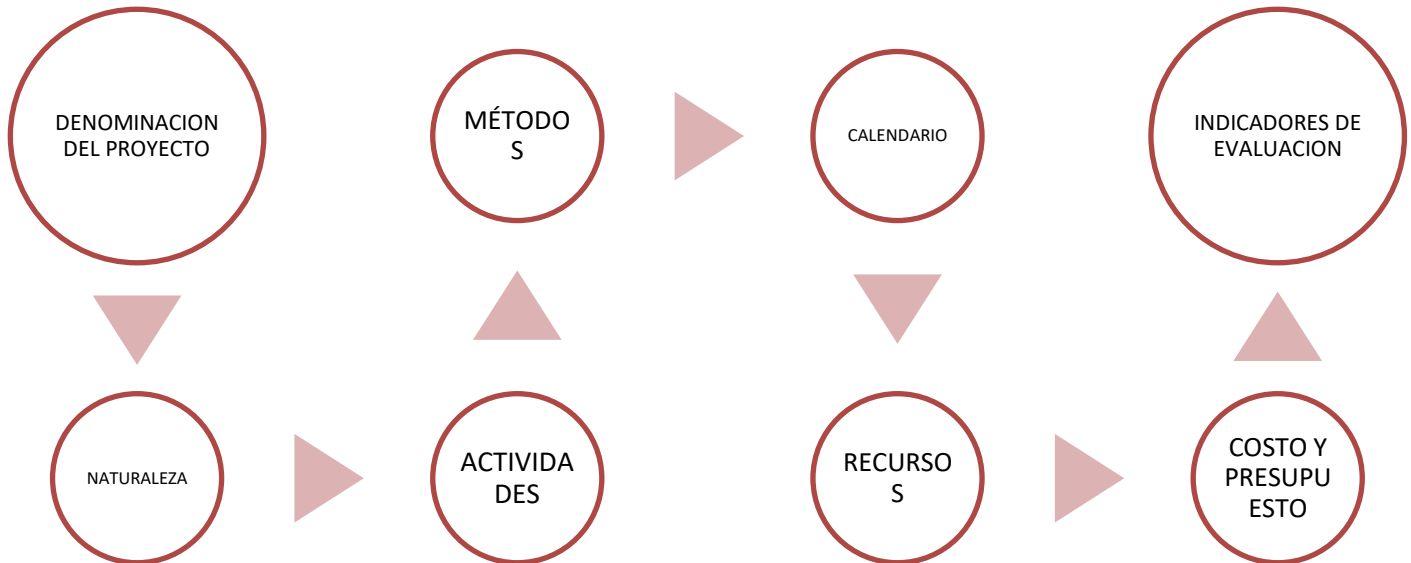 DENOMINACION
DEL PROYECTO
NATURALEZA
ACTIVIDA
DES
MÉTODO
S
CALENDARIO
RECURSO
S
COSTO Y
PRESUPU
ESTO
INDICADORES DE
EVALUACION